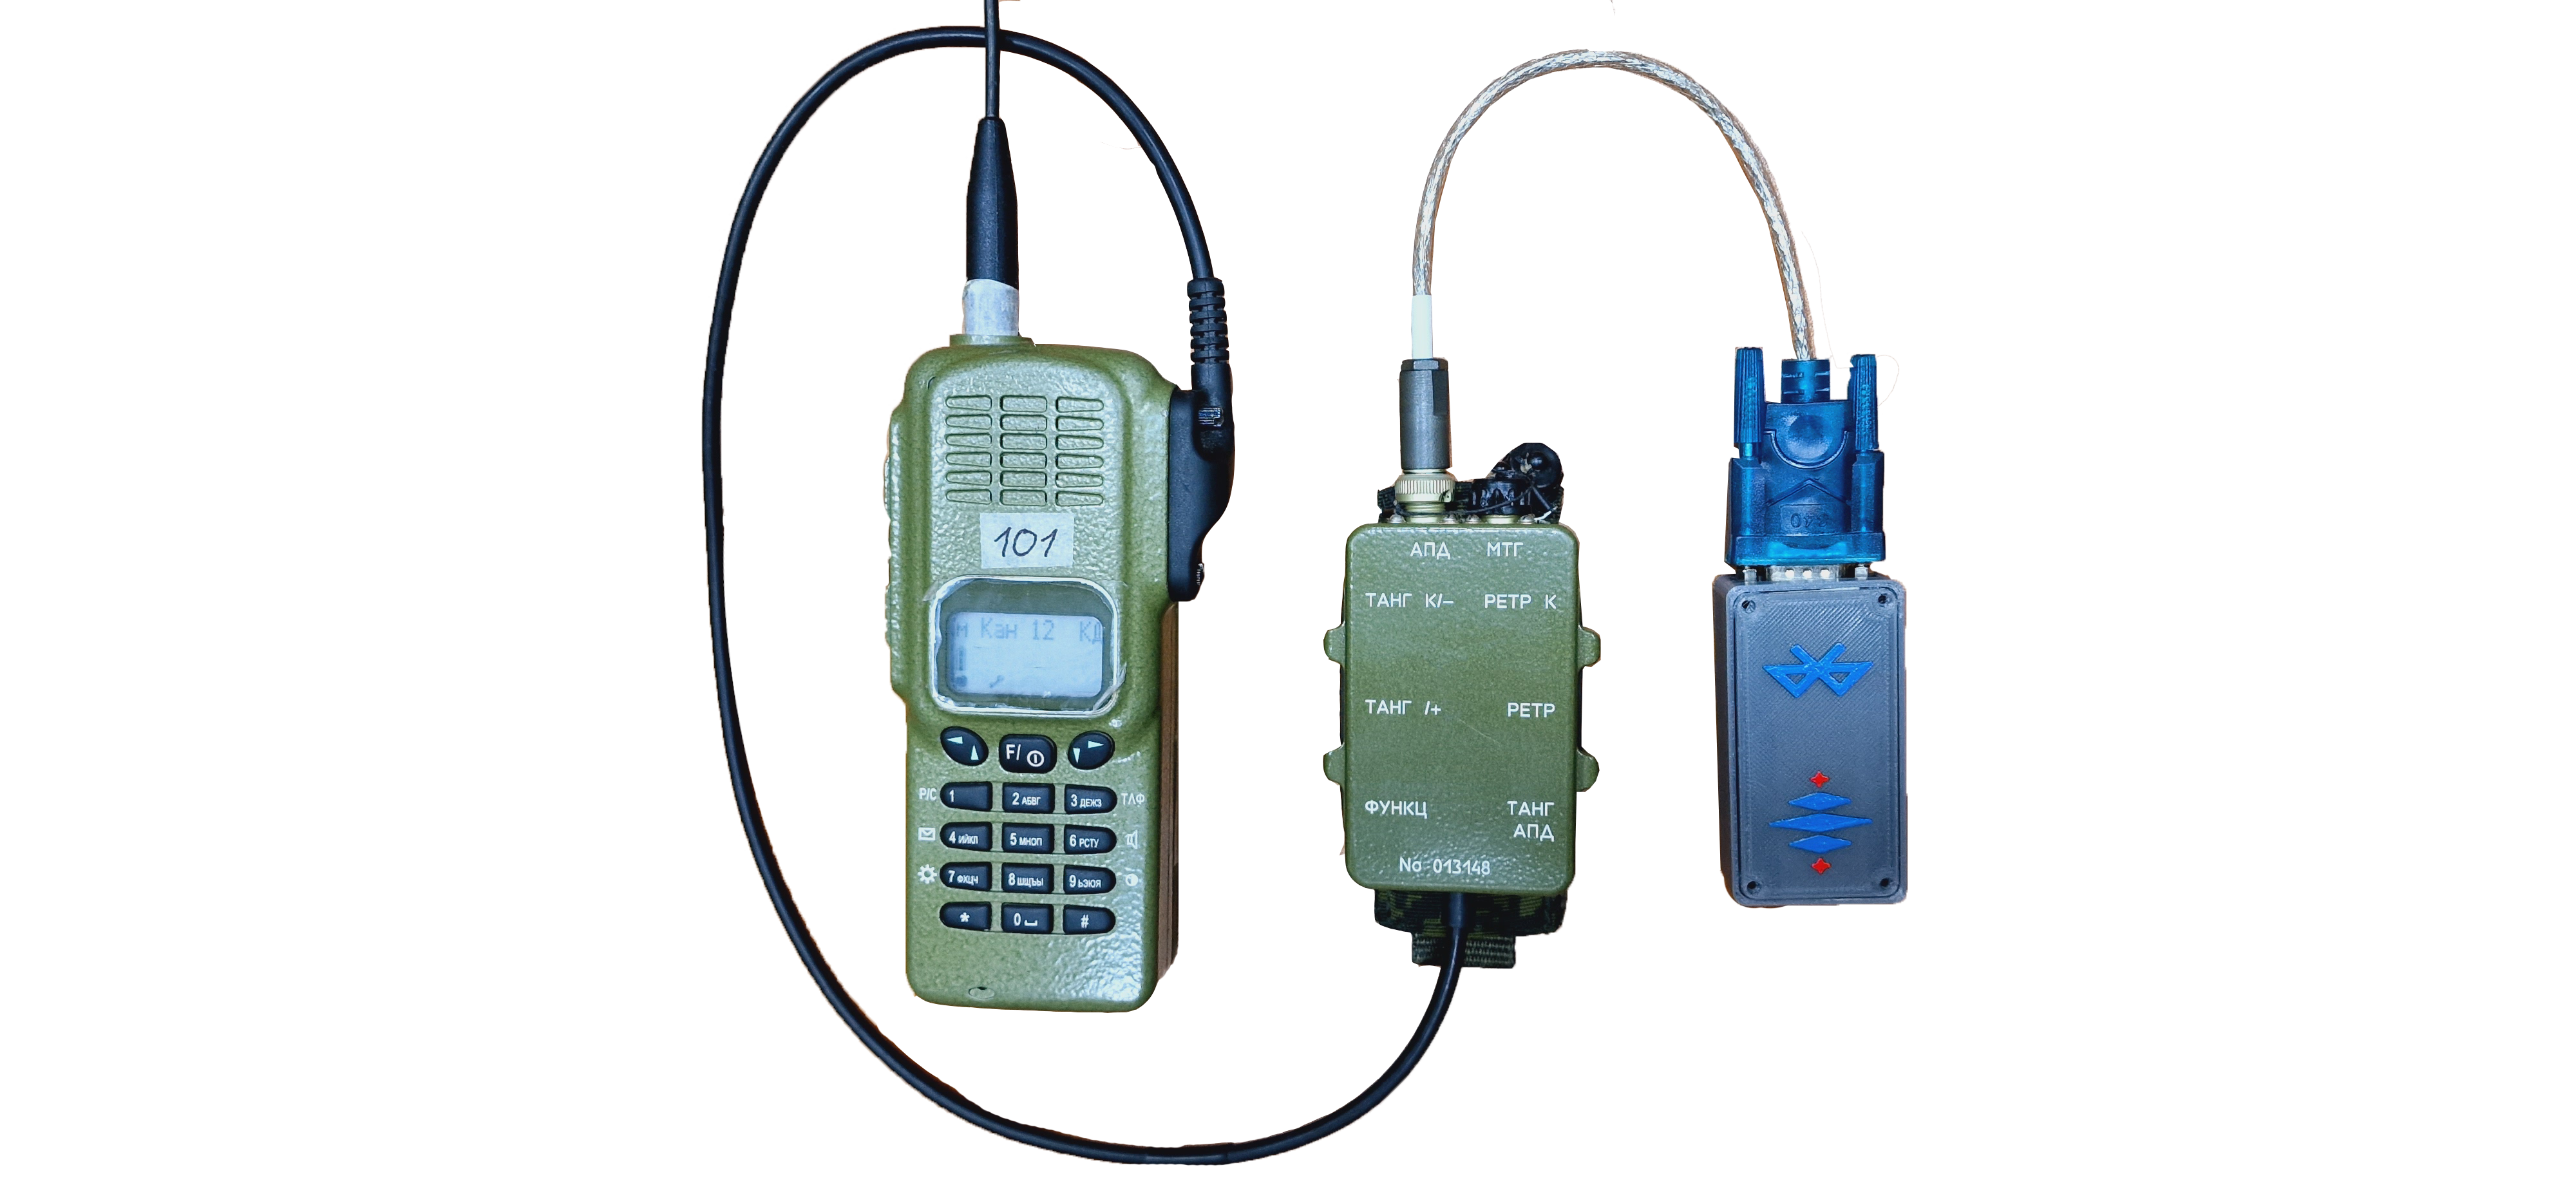 101
м Кан 12 КД
F/
Р/С 1 2 АБВГ 3 ДЕЖЗ ТЛФ
4 ИЙКЛ 5 МНОП 6 РСТУ
7 ФХЦЧ 8 ШЩЪЫ 9 ЬЭЮЯ
* 0 #
АПД МТГ
ТАНГ К/– РЕТР К
ТАНГ /+ РЕТР
ФУНКЦ ТАНГ
АПД
No 013148